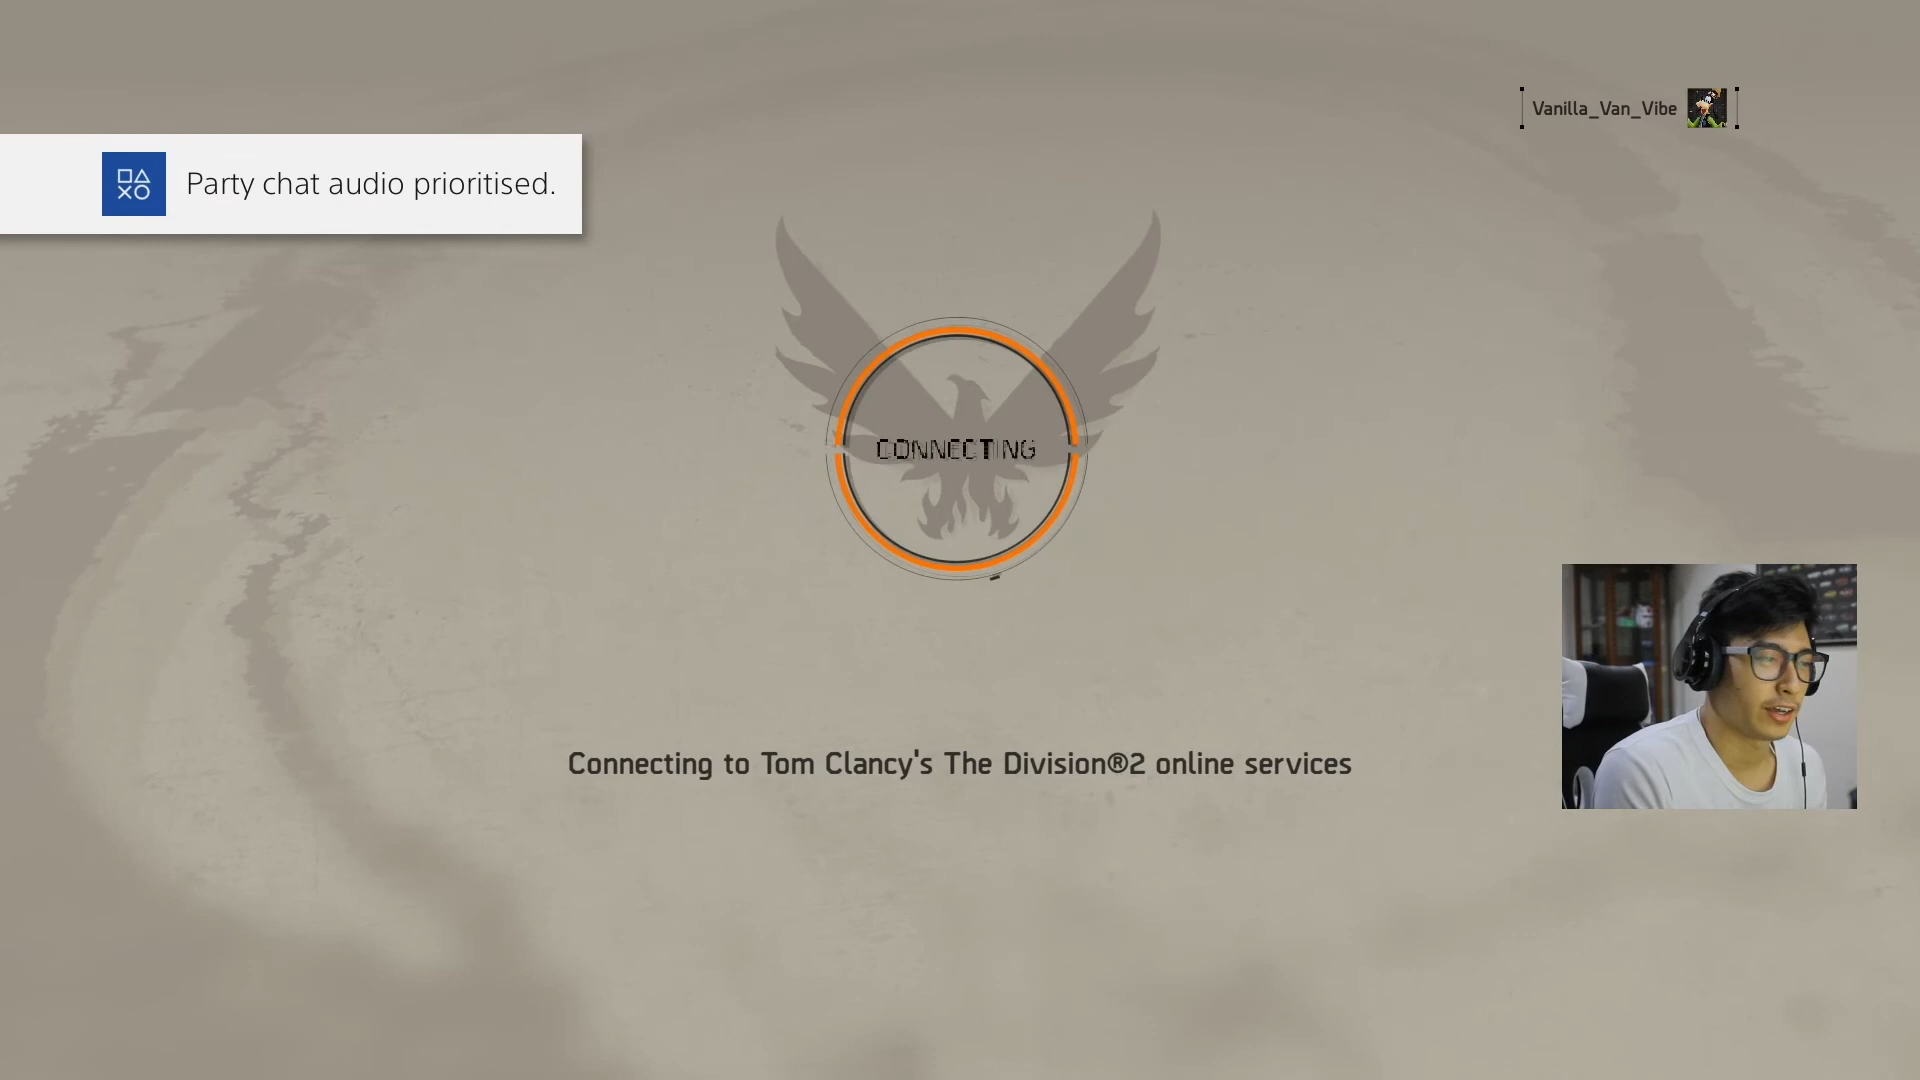 Vanilla_Van_Vibe
Party chat audio prioritised.
CONNECTING
Connecting to Tom Clancy's The Division®2 online services